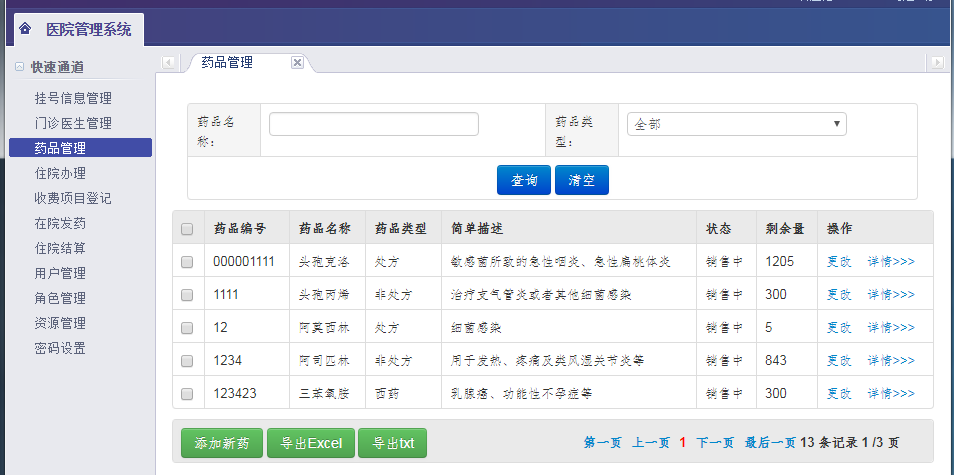 医院管理系统
快速通道
挂号信息管理
门诊医生管理
药品管理
住院办理
收费项目登记
在院发药
住院结算
用户管理
角色管理
资源管理
密码设置
药品管理
药品名称： 药品类型： 全部
查询 清空
药品编号 药品名称 药品类型 简单描述 状态 剩余量 操作
000001111 头孢克洛 处方 敏感菌所致的急性咽炎、急性扁桃体炎 销售中 1205 更改 详情>>>
1111 头孢丙烯 非处方 治疗支气管炎或者其他细菌感染 销售中 300 更改 详情>>>
12 阿莫西林 处方 细菌感染 销售中 5 更改 详情>>>
1234 阿司匹林 非处方 用于发热、疼痛及类风湿关节炎等 销售中 843 更改 详情>>>
123423 三苯氧胺 西药 乳腺癌、功能性不孕症等 销售中 300 更改 详情>>>
添加新药 导出Excel 导出txt 第一页 上一页 1 下一页 最后一页 13 条记录 1 /3 页